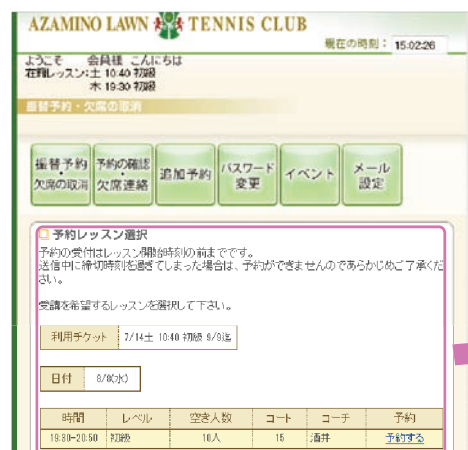 AZAMINO LAWN TENNIS CLUB
現在の時刻： 15:02:26
ようこそ 会員様 こんにちは
在籍レッスン:土 10:40 初級
木 19:30 初級
振替予約・欠席の取消
振替予約・欠席の取消
予約の確認・欠席連絡
追加予約
パスワード変更
イベント
メール設定
予約レッスン選択
予約の受付はレッスン開始時刻の前までです。
送信中に締切時刻を過ぎてしまった場合は、予約ができませんのであらかじめご了承くだ
さい。
受講を希望するレッスンを選択して下さい。
利用チケット 7/14土 10:40 初級 9/9迄
日付 8/8(水)
時間 レベル 空き人数 コート コーチ 予約
19:30-20:50 初級 10人 15 酒井 予約する